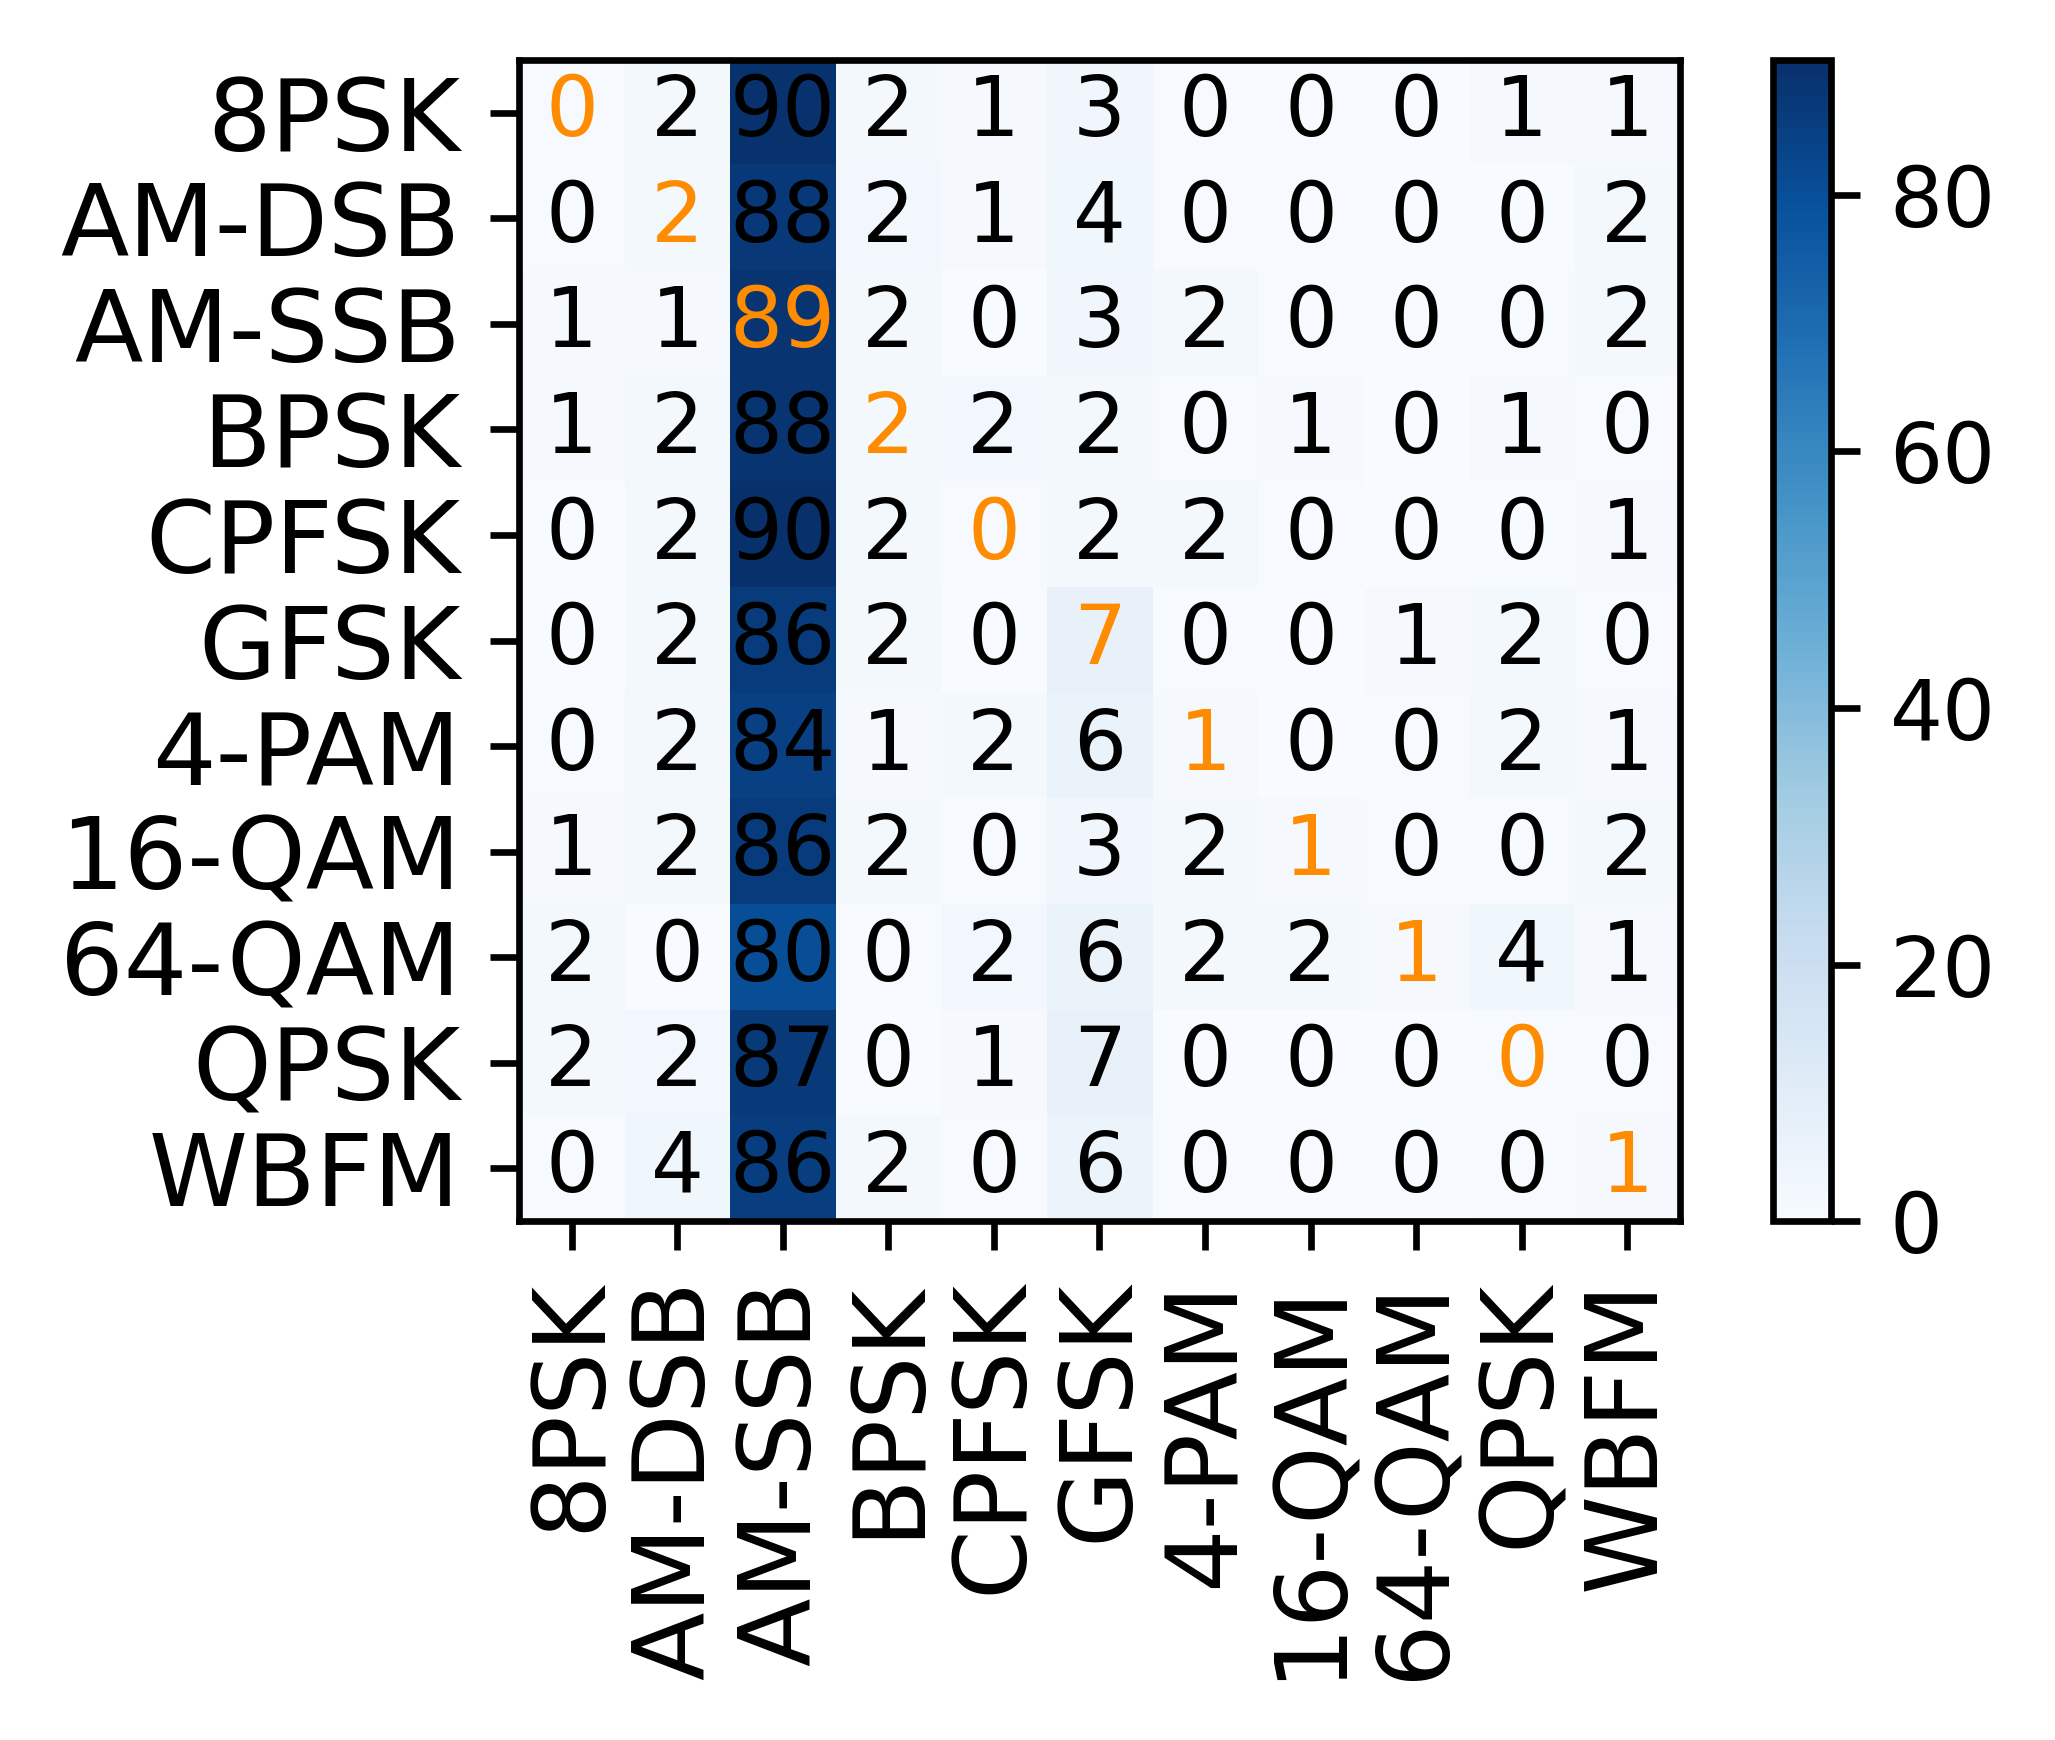 8PSK 0 2 90 2 1 3 0 0 0 1 1
AM-DSB 0 2 88 2 1 4 0 0 0 0 2
AM-SSB 1 1 89 2 0 3 2 0 0 0 2
BPSK 1 2 88 2 2 2 0 1 0 1 0
CPFSK 0 2 90 2 0 2 2 0 0 0 1
GFSK 0 2 86 2 0 7 0 0 1 2 0
4-PAM 0 2 84 1 2 6 1 0 0 2 1
16-QAM 1 2 86 2 0 3 2 1 0 0 2
64-QAM 2 0 80 0 2 6 2 2 1 4 1
QPSK 2 2 87 0 1 7 0 0 0 0 0
WBFM 0 4 86 2 0 6 0 0 0 0 1
8PSK
AM-DSB
AM-SSB
BPSK
CPFSK
GFSK
4-PAM
16-QAM
64-QAM
QPSK
WBFM
80
60
40
20
0